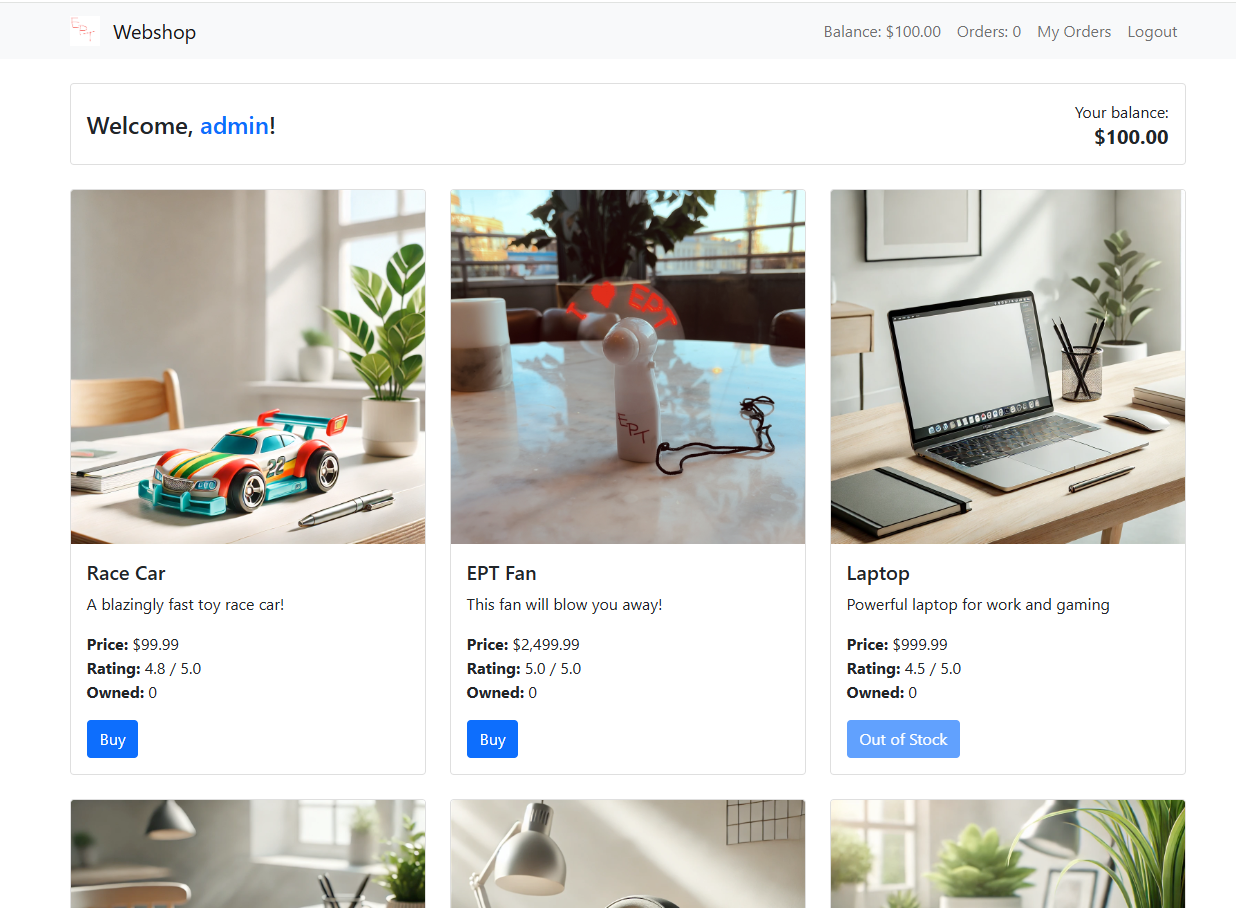 EPT Webshop Balance: $100.00 Orders: 0 My Orders Logout
Welcome, admin!
Your balance:
$100.00
22
I ♥ EPT
EPT
Race Car
A blazingly fast toy race car!
Price: $99.99
Rating: 4.8 / 5.0
Owned: 0
Buy
EPT Fan
This fan will blow you away!
Price: $2,499.99
Rating: 5.0 / 5.0
Owned: 0
Buy
Laptop
Powerful laptop for work and gaming
Price: $999.99
Rating: 4.5 / 5.0
Owned: 0
Out of Stock